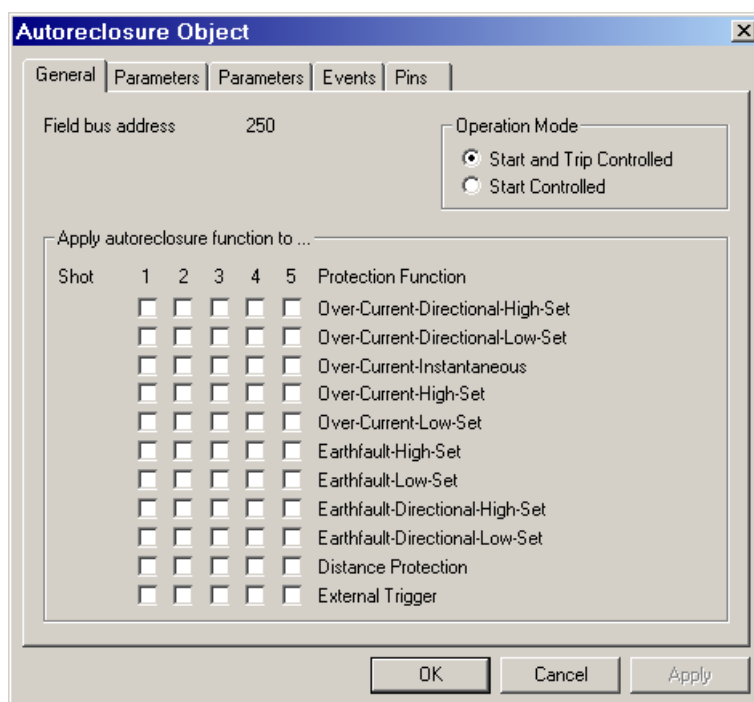 Autoreclosure Object
General Parameters Parameters Events Pins
Field bus address 250
Operation Mode
Start and Trip Controlled
Start Controlled
Apply autoreclosure function to ...
Shot 1 2 3 4 5 Protection Function
Over-Current-Directional-High-Set
Over-Current-Directional-Low-Set
Over-Current-Instantaneous
Over-Current-High-Set
Over-Current-Low-Set
Earthfault-High-Set
Earthfault-Low-Set
Earthfault-Directional-High-Set
Earthfault-Directional-Low-Set
Distance Protection
External Trigger
OK Cancel Apply